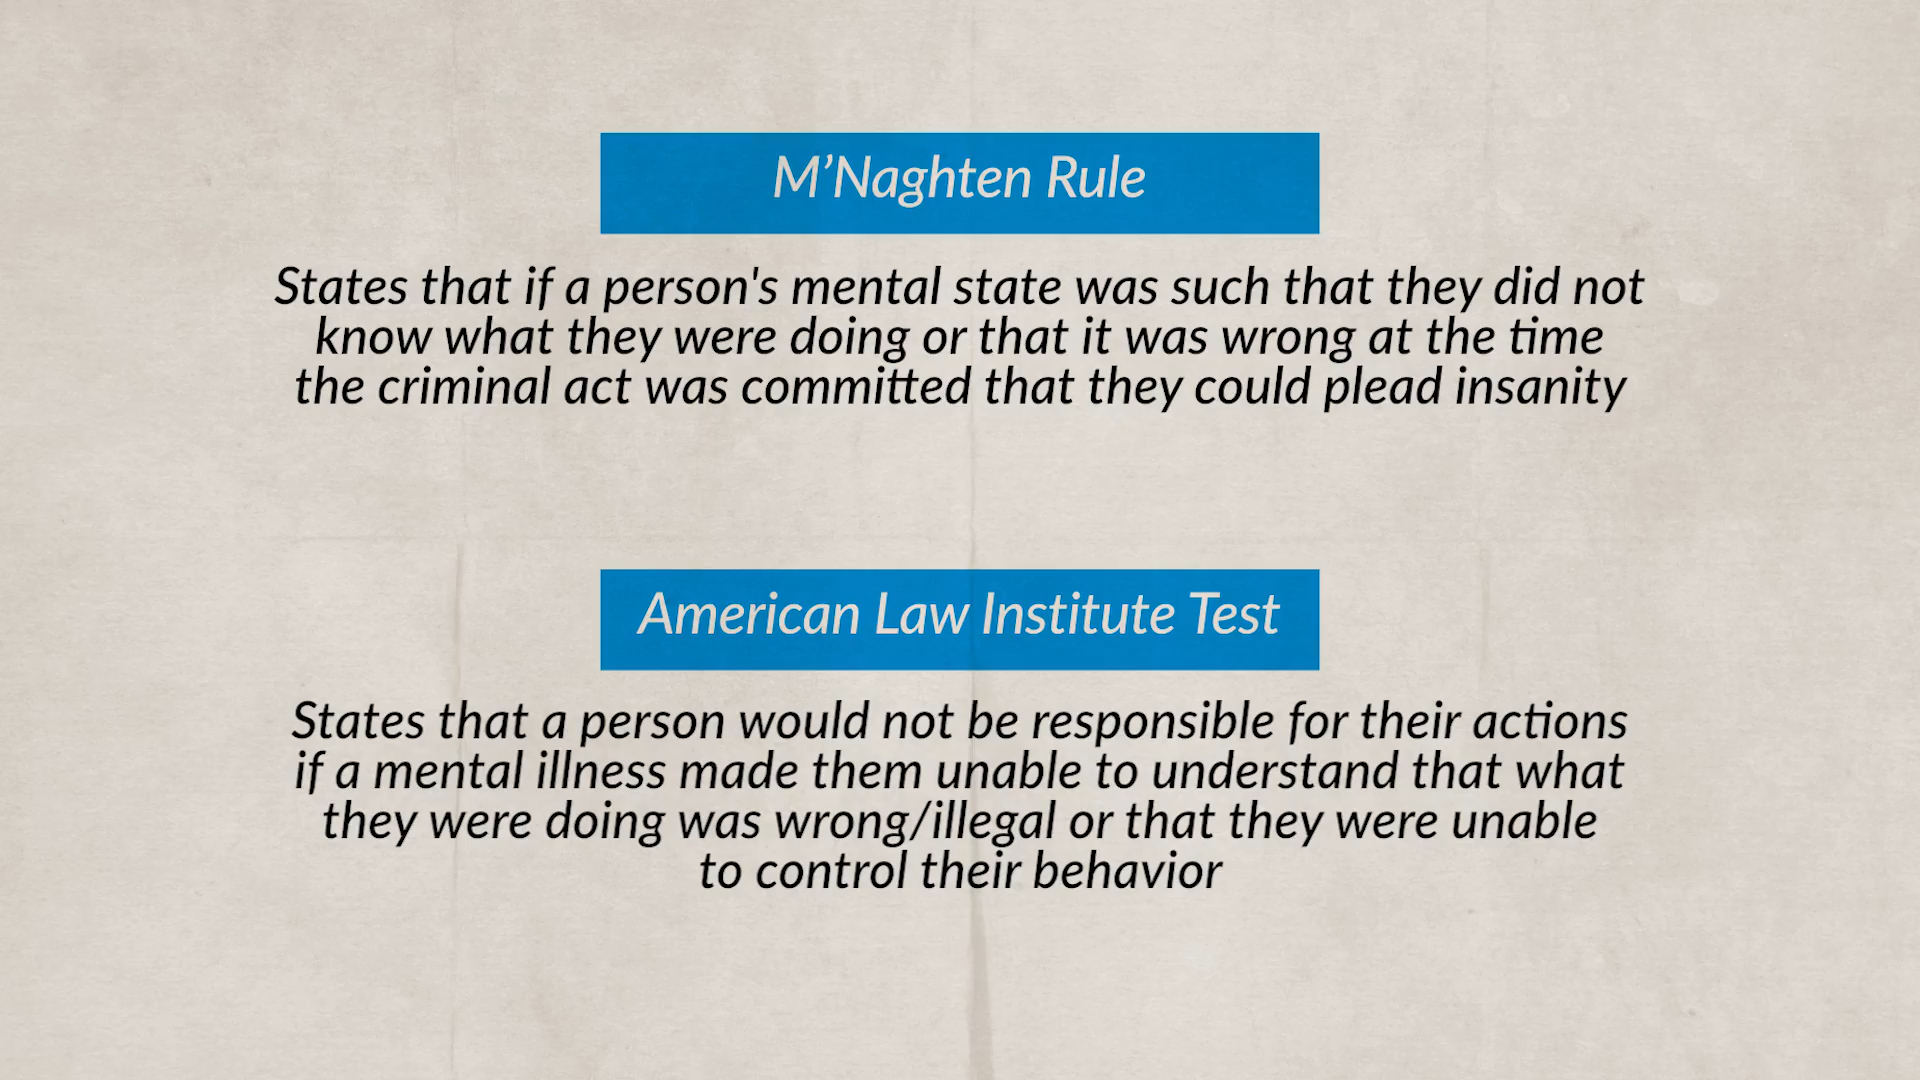 M’Naghten Rule
States that if a person's mental state was such that they did not
know what they were doing or that it was wrong at the time
the criminal act was committed that they could plead insanity
American Law Institute Test
States that a person would not be responsible for their actions
if a mental illness made them unable to understand that what
they were doing was wrong/illegal or that they were unable
to control their behavior